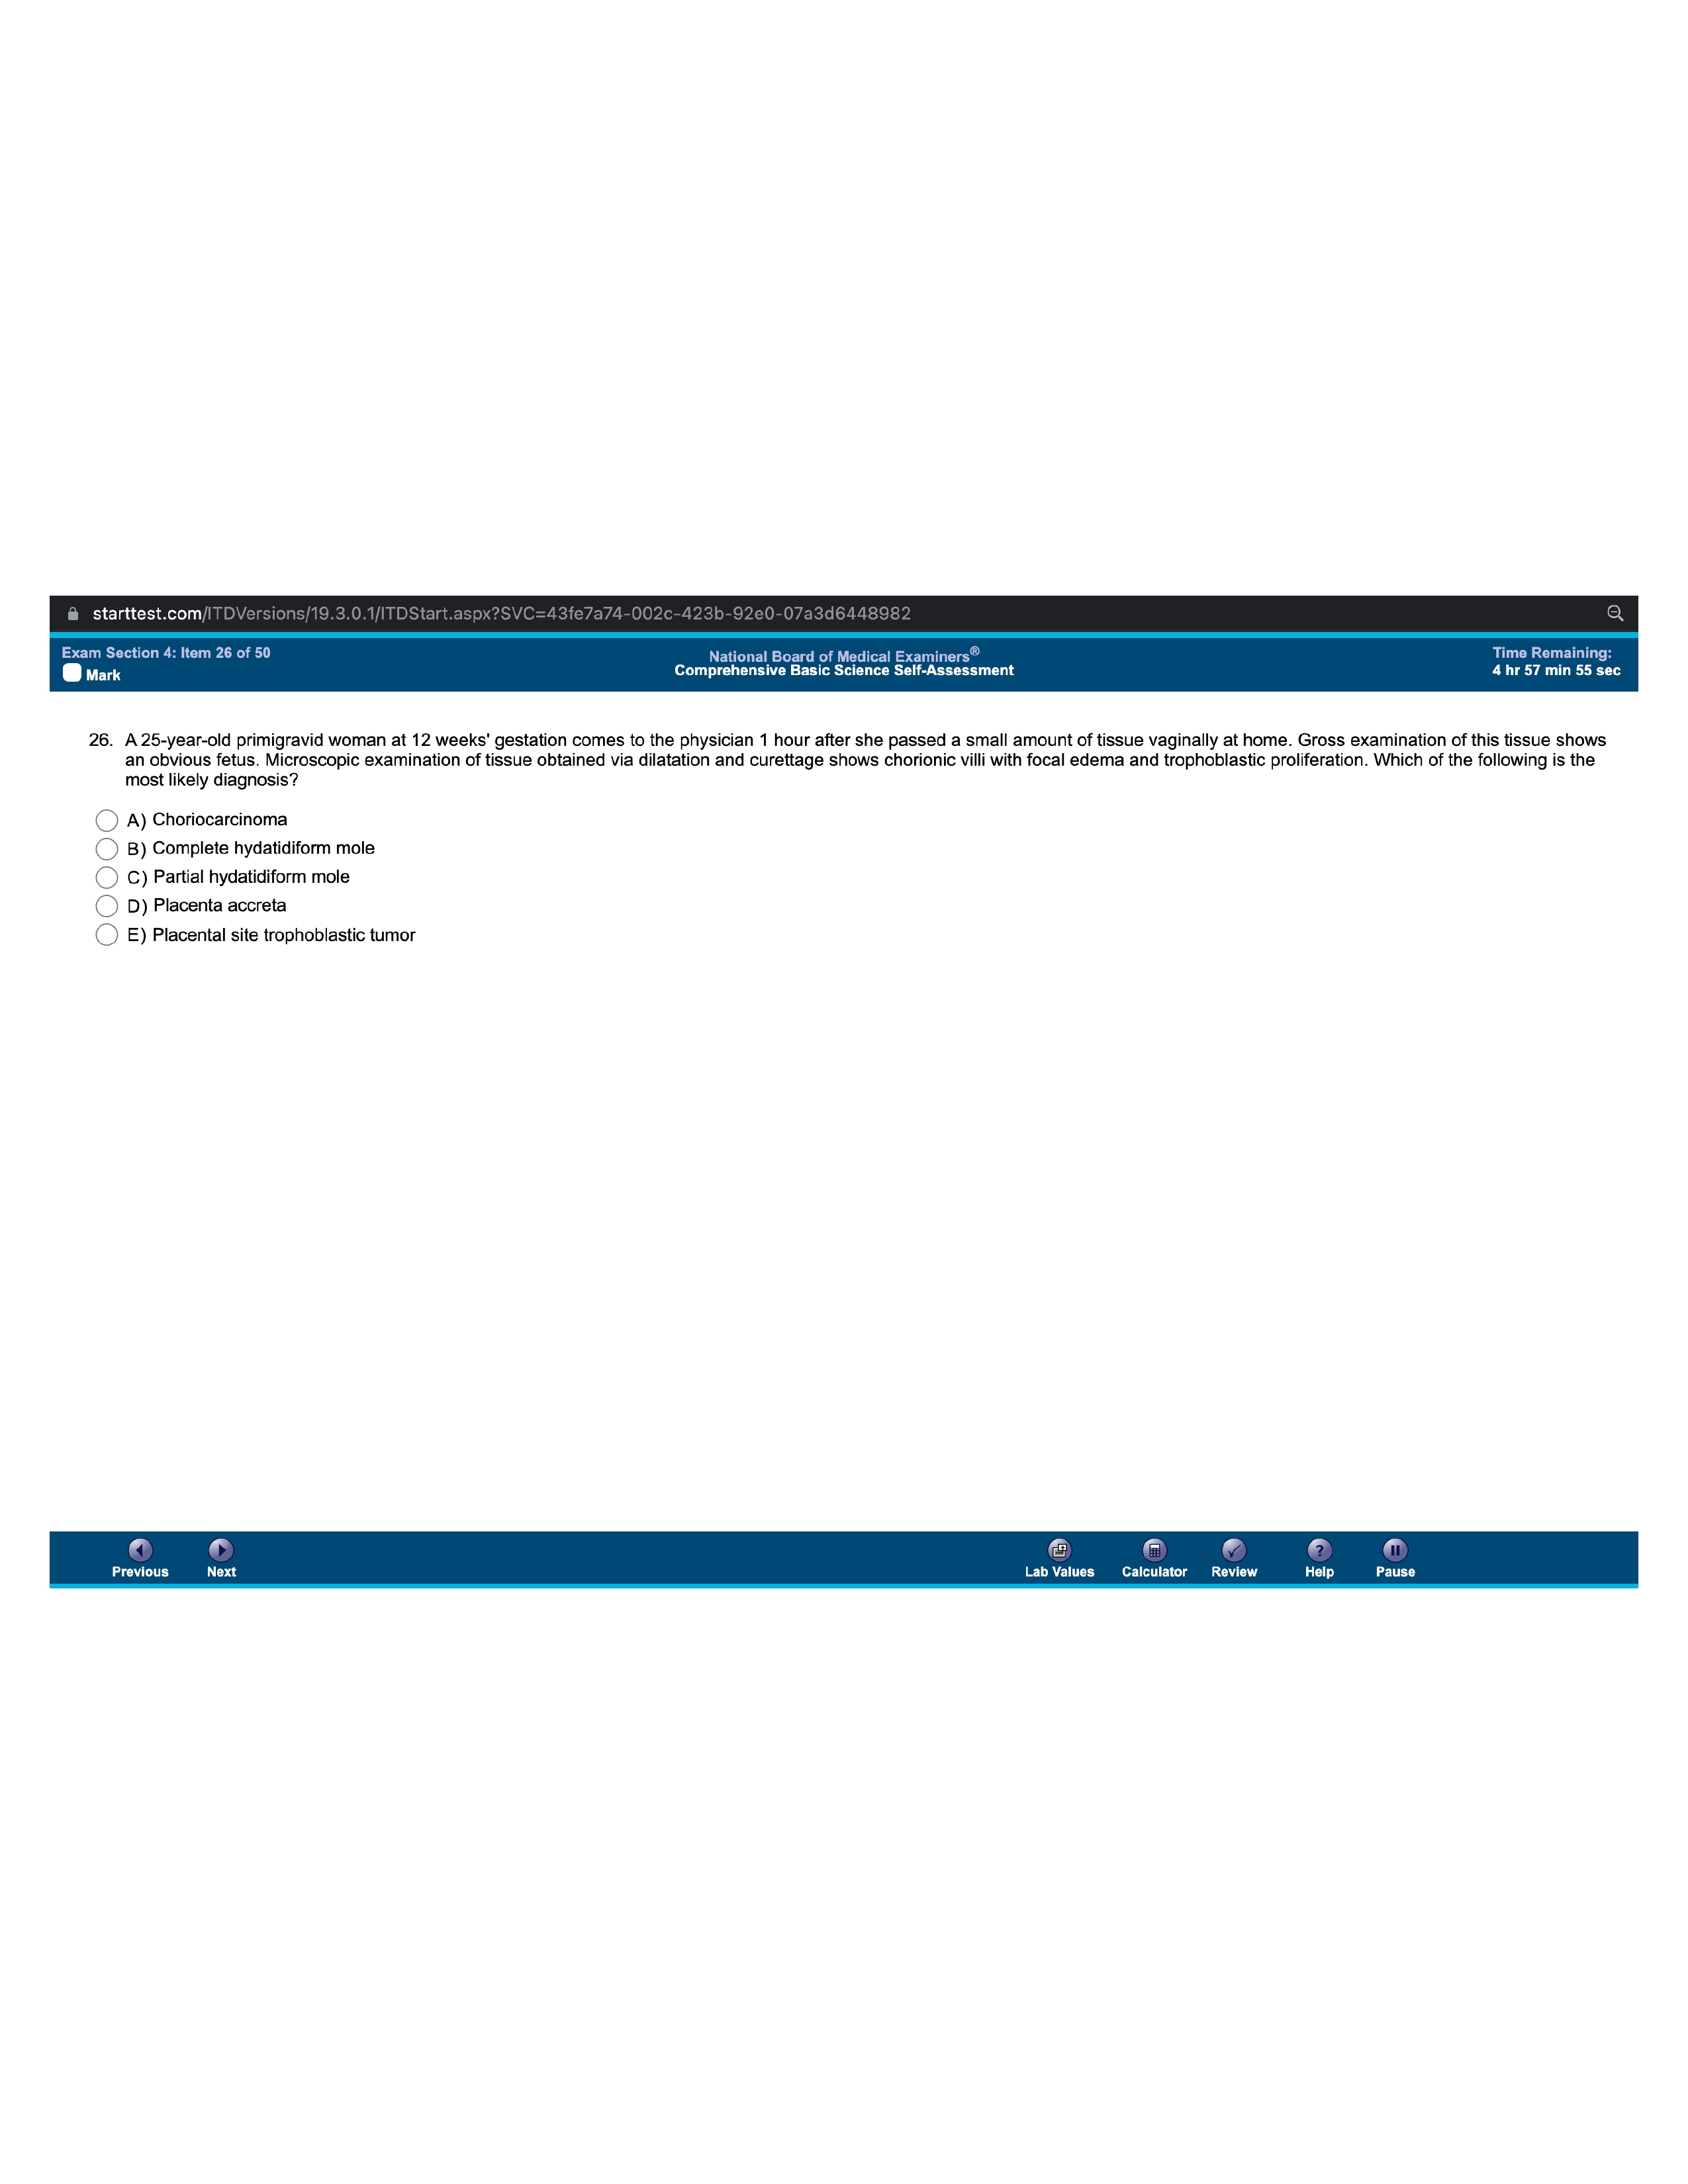 starttest.com/ITDVersions/19.3.0.1/ITDStart.aspx?SVC=43fe7a74-002c-423b-92e0-07a3d6448982
Exam Section 4: Item 26 of 50
Mark
National Board of Medical Examiners®
Comprehensive Basic Science Self-Assessment
Time Remaining:
4 hr 57 min 55 sec
26. A 25-year-old primigravid woman at 12 weeks' gestation comes to the physician 1 hour after she passed a small amount of tissue vaginally at home. Gross examination of this tissue shows
an obvious fetus. Microscopic examination of tissue obtained via dilatation and curettage shows chorionic villi with focal edema and trophoblastic proliferation. Which of the following is the
most likely diagnosis?
A) Choriocarcinoma
B) Complete hydatidiform mole
C) Partial hydatidiform mole
D) Placenta accreta
E) Placental site trophoblastic tumor
Previous
Next
Lab Values
Calculator
Review
Help
Pause